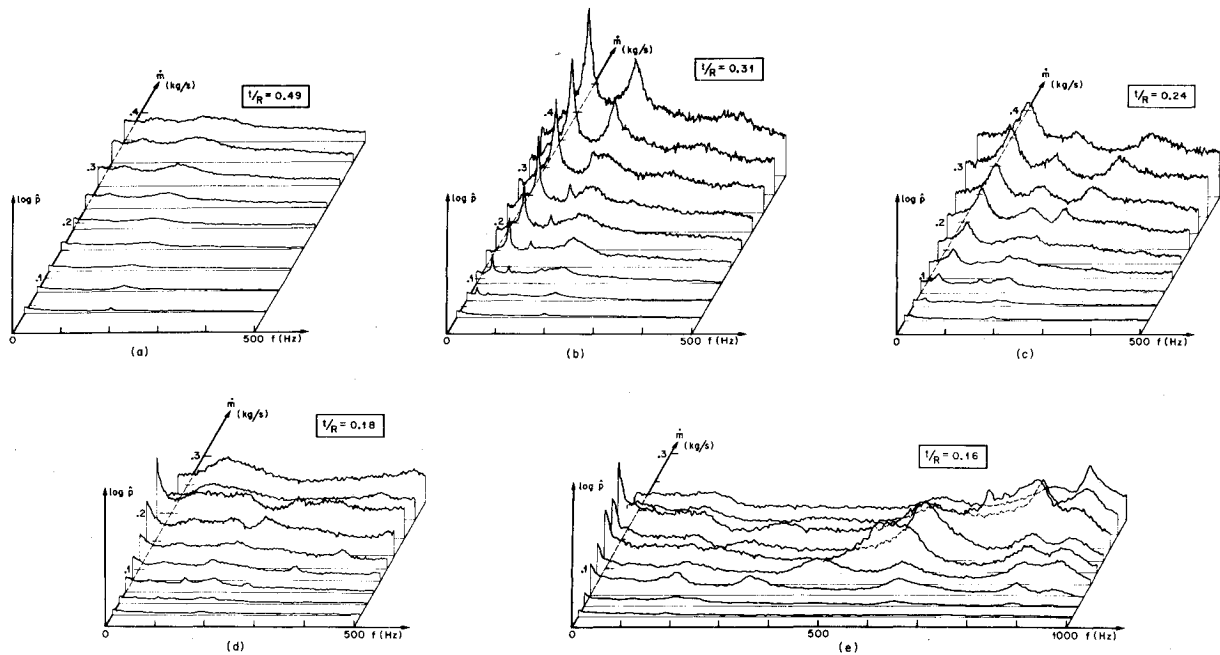 ṁ
(kg/s)
t/R = 0.49
.4
.3
.2
.1
log p̂
0
500
f (Hz)
(a)
ṁ
(kg/s)
t/R = 0.31
.4
.3
.2
.1
log p̂
0
500
f (Hz)
(b)
ṁ
(kg/s)
t/R = 0.24
.4
.3
.2
.1
log p̂
0
500
f (Hz)
(c)
ṁ
(kg/s)
t/R = 0.18
.3
.2
.1
log p̂
0
500
f (Hz)
(d)
ṁ
(kg/s)
t/R = 0.16
.3
.2
.1
log p̂
0
500
1000
f (Hz)
(e)